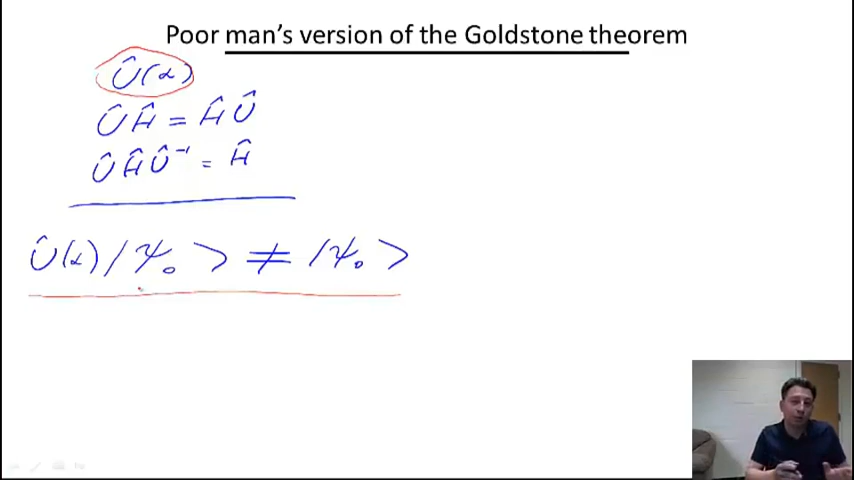 Poor man's version of the Goldstone theorem
Û(α)
ÛĤ = ĤÛ
ÛĤÛ⁻¹ = Ĥ
Û(α)|Ψ₀> ≠ |Ψ₀>